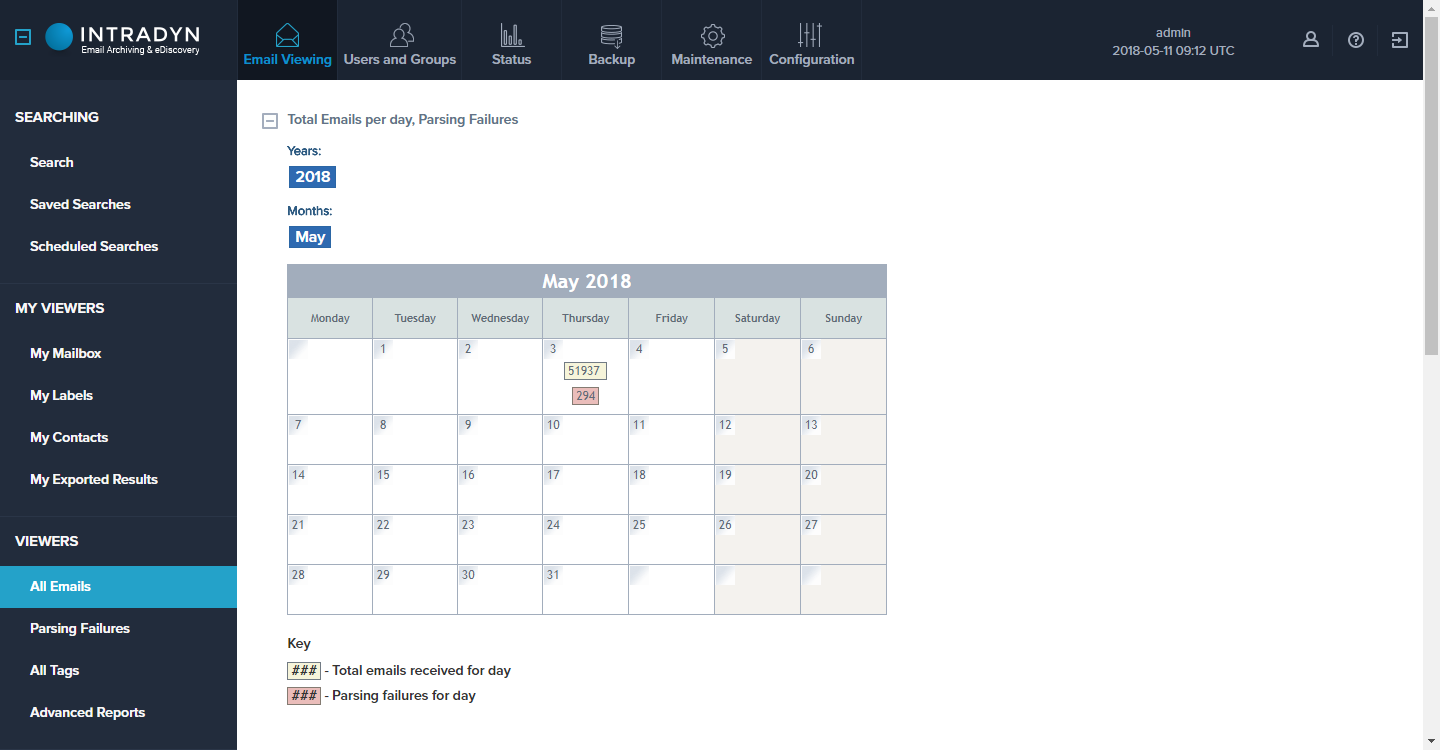 INTRADYN
Email Archiving & eDiscovery
Email Viewing
Users and Groups
Status
Backup
Maintenance
Configuration
admin
2018-05-11 09:12 UTC
SEARCHING
Search
Saved Searches
Scheduled Searches
MY VIEWERS
My Mailbox
My Labels
My Contacts
My Exported Results
VIEWERS
All Emails
Parsing Failures
All Tags
Advanced Reports
Total Emails per day, Parsing Failures
Years:
2018
Months:
May
May 2018
Monday Tuesday Wednesday Thursday Friday Saturday Sunday
1 2 3 4 5 6
51937
294
7 8 9 10 11 12 13
14 15 16 17 18 19 20
21 22 23 24 25 26 27
28 29 30 31
Key
### - Total emails received for day
### - Parsing failures for day